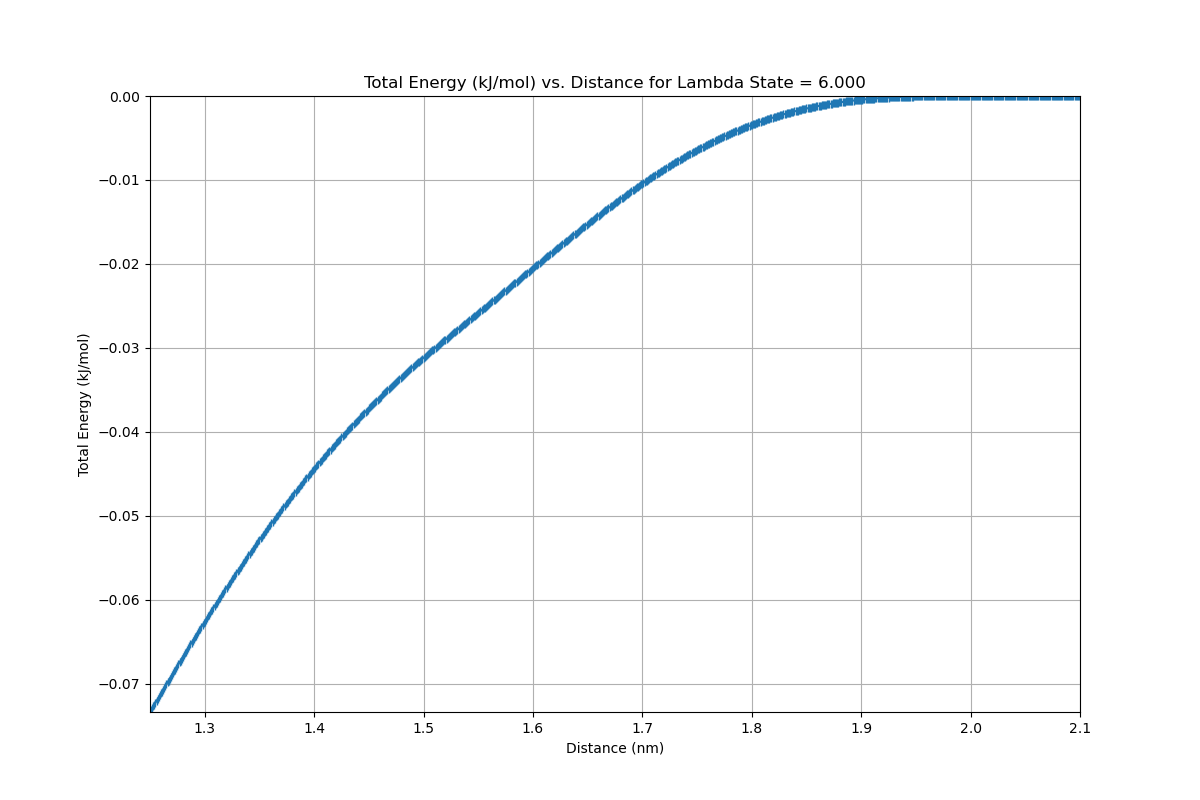 Total Energy (kJ/mol) vs. Distance for Lambda State = 6.000
0.00
−0.01
−0.02
−0.03
−0.04
−0.05
−0.06
−0.07
Total Energy (kJ/mol)
1.3 1.4 1.5 1.6 1.7 1.8 1.9 2.0 2.1
Distance (nm)